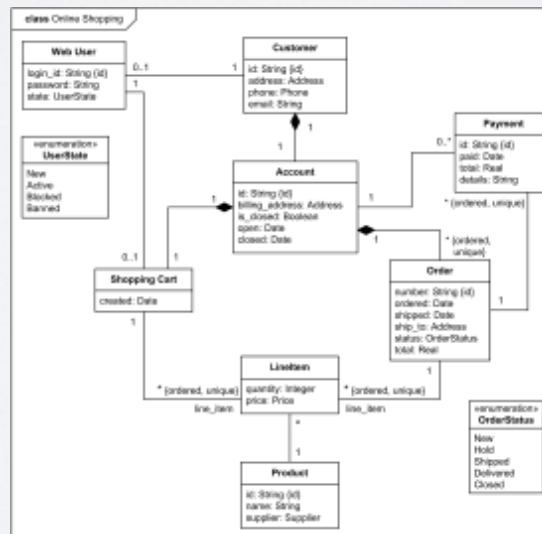 class Online Shopping
Web User
login_id: String {id}
password: String
state: UserState
0..1
1
1
Customer
id: String {id}
address: Address
phone: Phone
email: String
1
1
«enumeration»
UserState
New
Active
Blocked
Banned
Account
id: String {id}
billing_address: Address
is_closed: Boolean
open: Date
closed: Date
1
1
1
0..*
Payment
id: String {id}
paid: Date
total: Real
details: String
* {ordered, unique}
* {ordered,
unique}
0..1
1
Shopping Cart
created: Date
1
Order
number: String {id}
ordered: Date
shipped: Date
ship_to: Address
status: OrderStatus
total: Real
1
1
LineItem
quantity: Integer
price: Price
* {ordered, unique}
line_item
* {ordered, unique}
line_item
*
1
Product
id: String {id}
name: String
supplier: Supplier
«enumeration»
OrderStatus
New
Hold
Shipped
Delivered
Closed